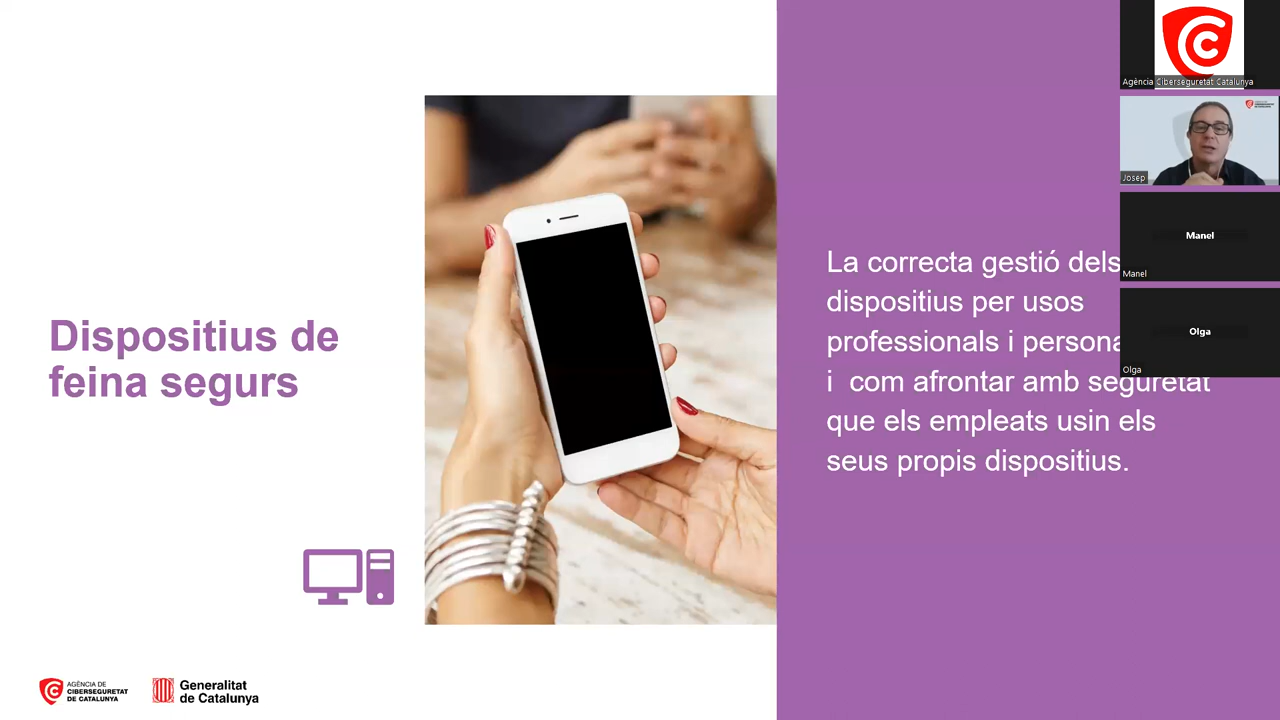 Dispositius de
feina segurs
La correcta gestió dels
dispositius per usos
professionals i persona
i com afrontar amb seguretat
que els empleats usin els
seus propis dispositius.
AGÈNCIA DE
CIBERSEGURETAT
DE CATALUNYA
Generalitat
de Catalunya
Agència Ciberseguretat Catalunya
Josep
Manel
Manel
Olga
Olga